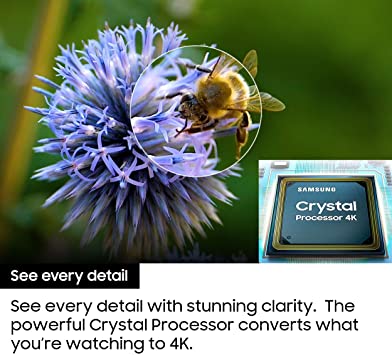 SAMSUNG
Crystal
Processor 4K
See every detail
See every detail with stunning clarity. The
powerful Crystal Processor converts what
you're watching to 4K.